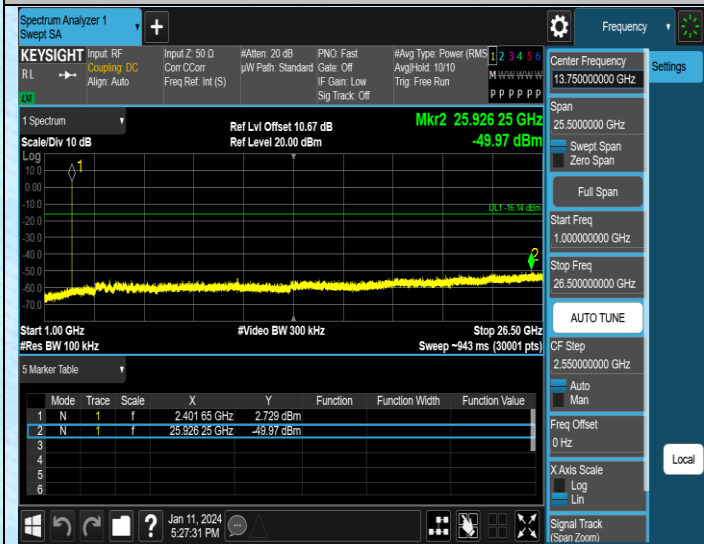 Spectrum Analyzer 1
Swept SA
Frequency
KEYSIGHT
RL
LXI
Input: RF
Coupling: DC
Align: Auto
Input Z: 50 Ω
Corr CCorr
Freq Ref: Int (S)
#Atten: 20 dB
µW Path: Standard
PNO: Fast
Gate: Off
IF Gain: Low
Sig Track: Off
#Avg Type: Power (RMS
Avg|Hold: 10/10
Trig: Free Run
1 2 3 4 5 6
M W W W W W
P P P P P P
1 Spectrum
Scale/Div 10 dB
Log
Ref Lvl Offset 10.67 dB
Ref Level 20.00 dBm
Mkr2 25.926 25 GHz
-49.97 dBm
10.0
0.00
-10.0
-20.0
-30.0
-40.0
-50.0
-60.0
-70.0
1
DL1 -16.14 dBm
2
Start 1.00 GHz
#Res BW 100 kHz
#Video BW 300 kHz
Stop 26.50 GHz
Sweep ~943 ms (30001 pts)
5 Marker Table
Mode Trace Scale X Y Function Function Width Function Value
1 N 1 f 2.401 65 GHz 2.729 dBm
2 N 1 f 25.926 25 GHz -49.97 dBm
3
4
5
6
Jan 11, 2024
5:27:31 PM
Center Frequency
13.750000000 GHz
Span
25.5000000 GHz
Swept Span
Zero Span
Full Span
Start Freq
1.000000000 GHz
Stop Freq
26.500000000 GHz
AUTO TUNE
CF Step
2.550000000 GHz
Auto
Man
Freq Offset
0 Hz
X Axis Scale
Log
Lin
Signal Track
(Span Zoom)
Settings
Local